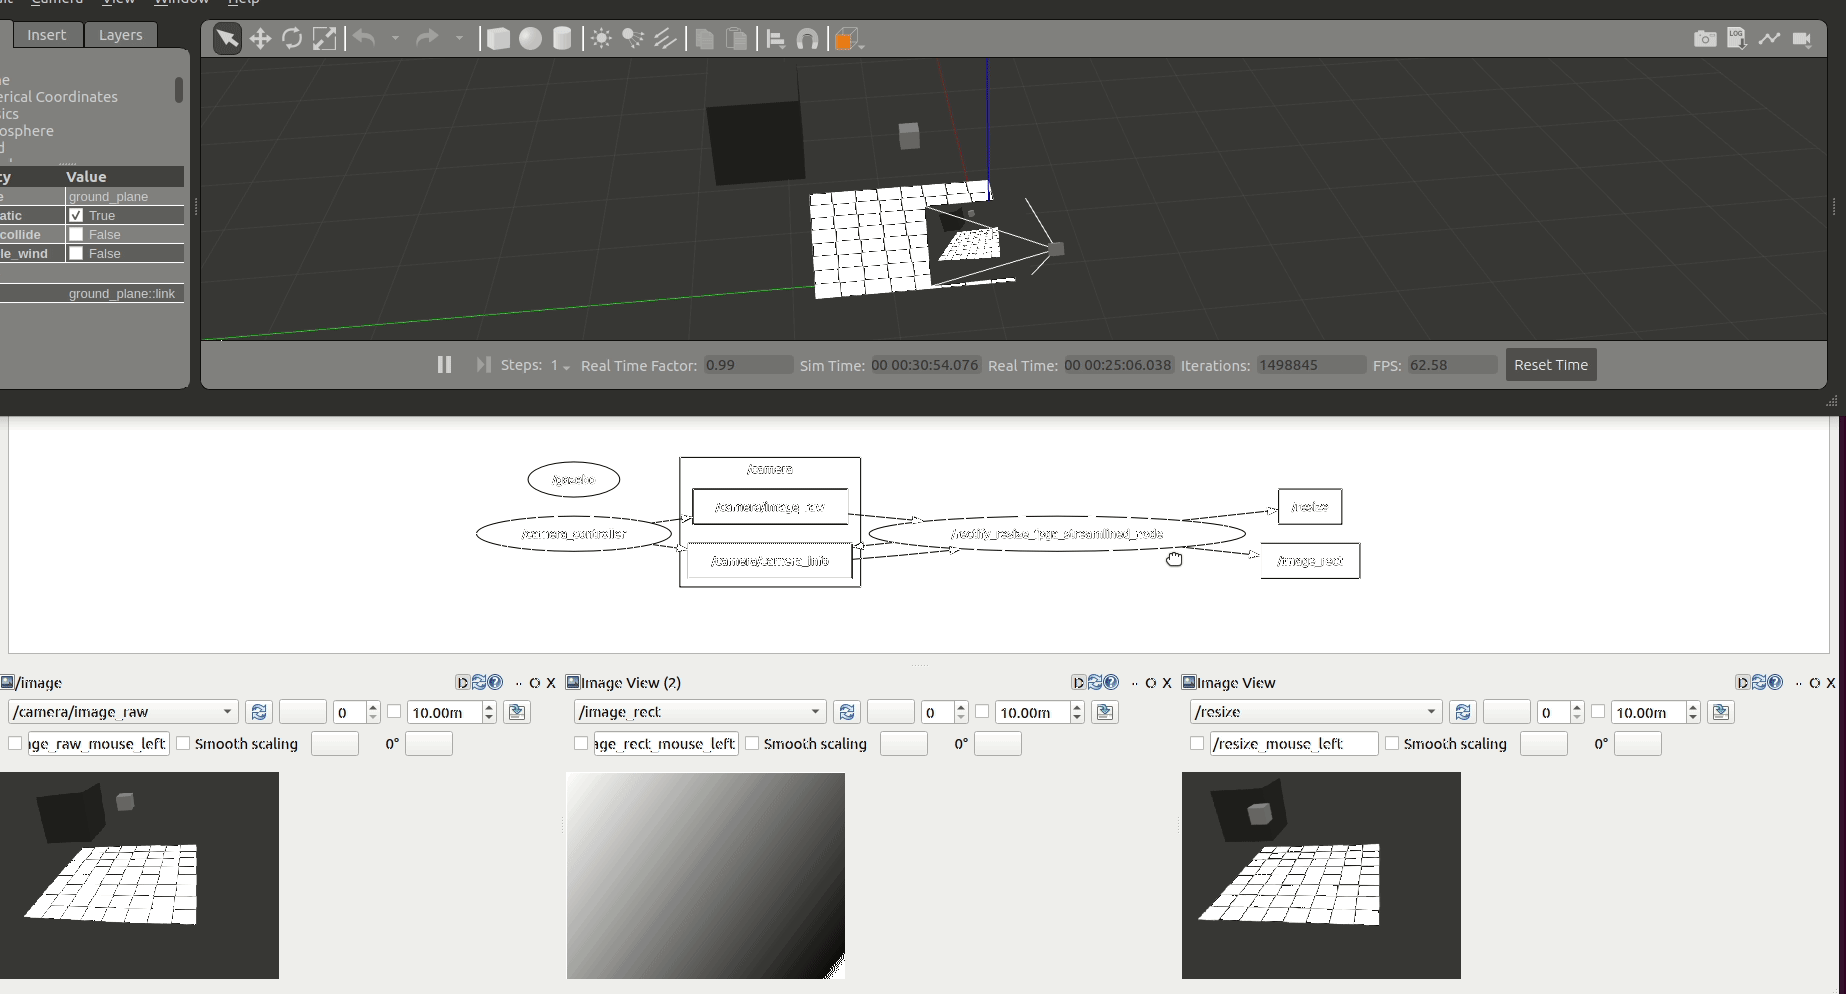 Camera View Window Help
Insert Layers
LOG
erical Coordinates
sics
osphere
Value
ground_plane
atic True
collide False
le_wind False
ground_plane::link
Steps: 1 Real Time Factor: 0.99 Sim Time: 00 00:30:54.076 Real Time: 00 00:25:06.038 Iterations: 1498845 FPS: 62.58 Reset Time
/camera
/gazebo
/camera/image_raw
/resize
/camera_controller
/camera/camera_info
/image_rect
/image D O X Image View (2) D O X Image View D O X
/camera/image_raw 0 10.00m /image_rect 0 10.00m /resize 0 10.00m
age_raw_mouse_left Smooth scaling 0° age_rect_mouse_left Smooth scaling 0° /resize_mouse_left Smooth scaling 0°